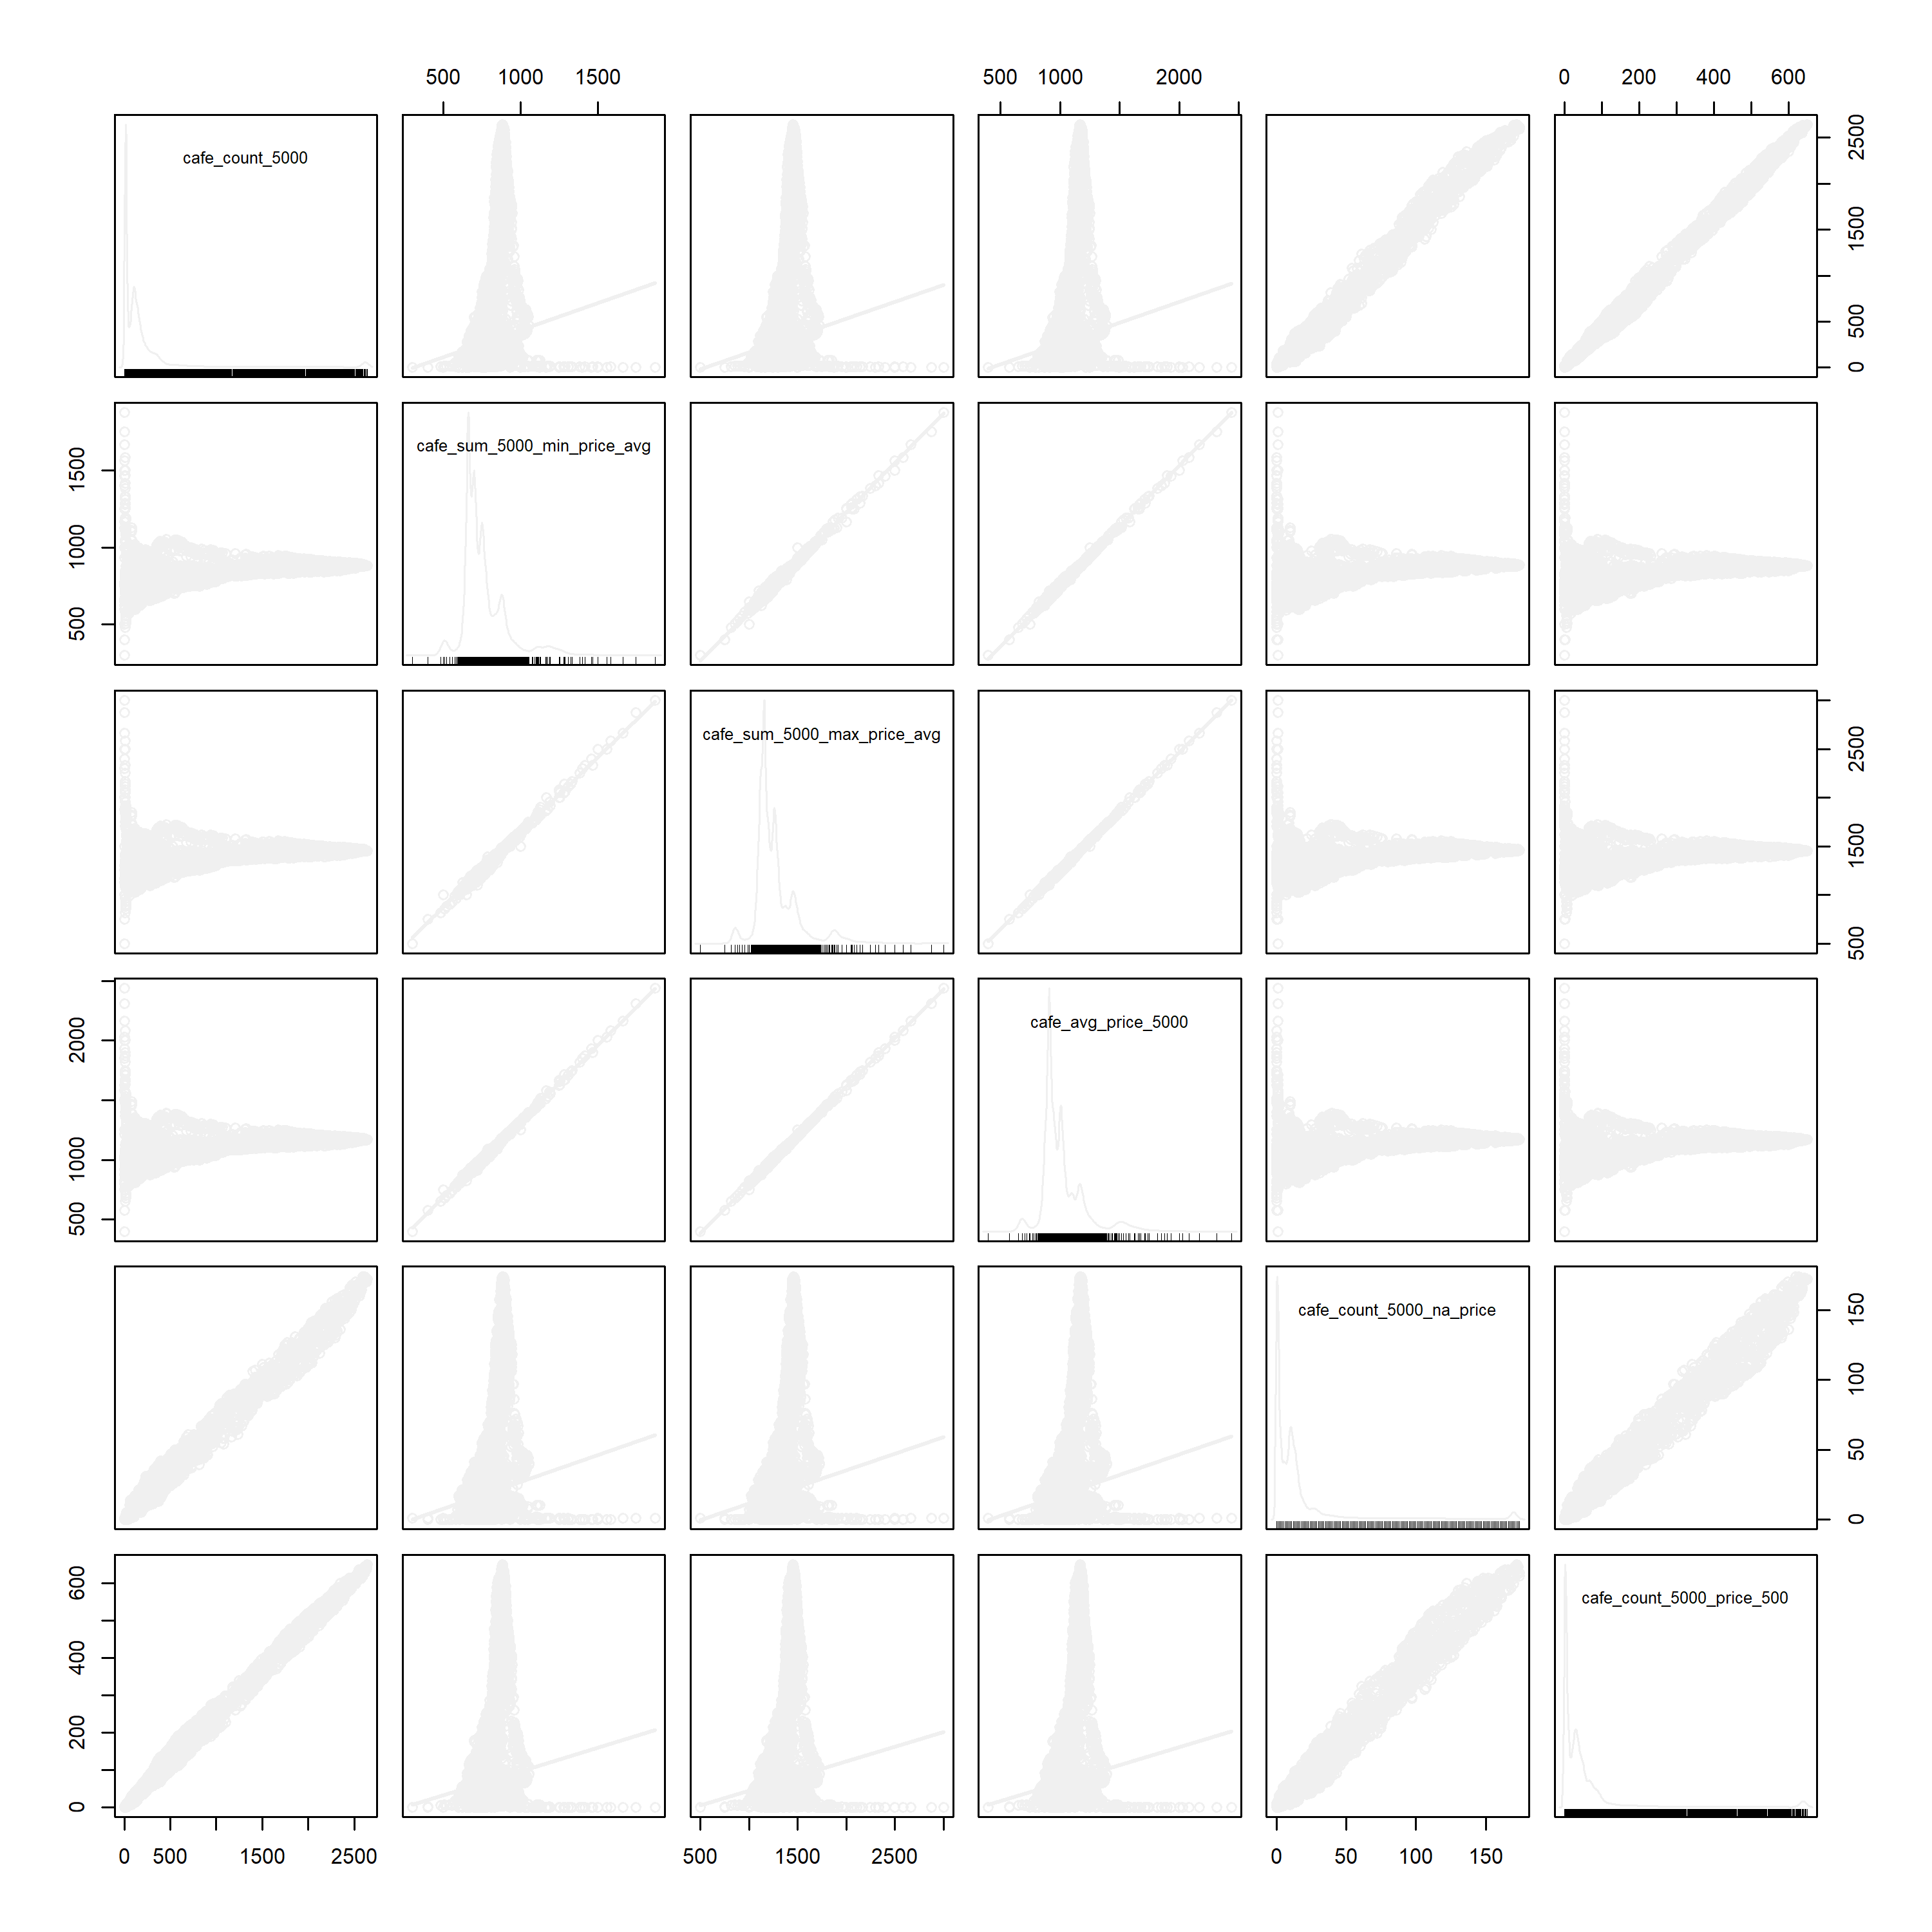 500 1000 1500
500 1000 2000
0 200 400 600
cafe_count_5000
0 500 1500 2500
cafe_sum_5000_min_price_avg
500 1000 1500
cafe_sum_5000_max_price_avg
500 1500 2500
cafe_avg_price_5000
500 1000 2000
cafe_count_5000_na_price
0 50 100 150
cafe_count_5000_price_500
0 200 400 600
0 500 1500 2500
500 1500 2500
0 50 100 150